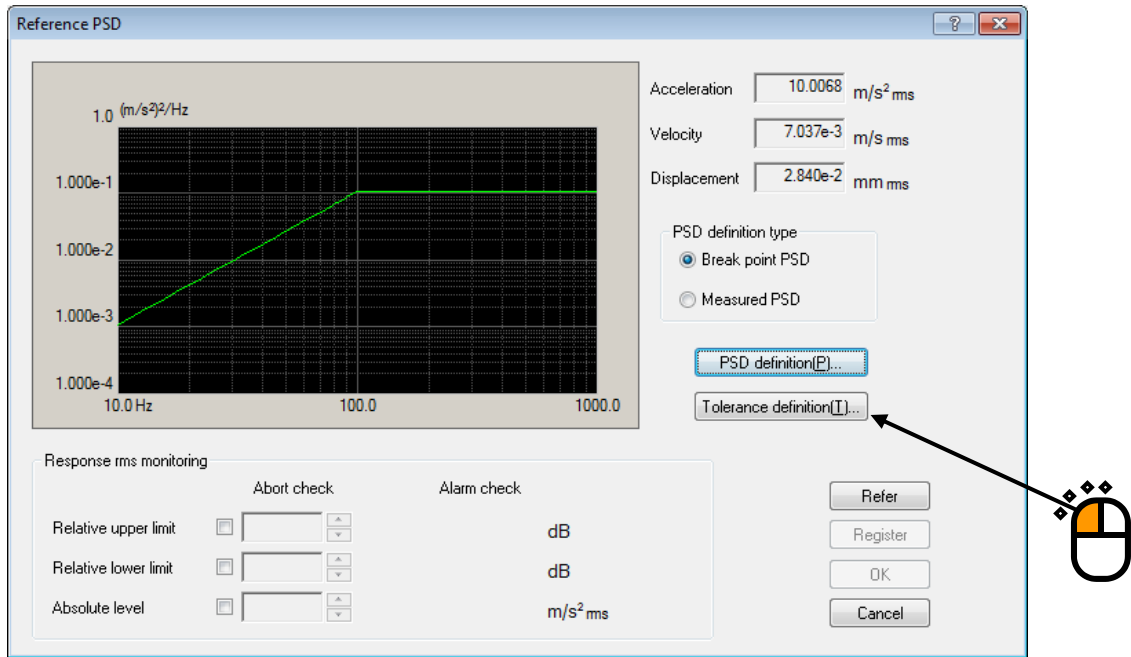 Reference PSD
1.0 (m/s²)²/Hz
1.000e-1
1.000e-2
1.000e-3
1.000e-4
10.0 Hz 100.0 1000.0
Acceleration 10.0068 m/s² rms
Velocity 7.037e-3 m/s rms
Displacement 2.840e-2 mm rms
PSD definition type
Break point PSD
Measured PSD
PSD definition(P)...
Tolerance definition(T)...
Response rms monitoring
Abort check Alarm check
Relative upper limit dB
Relative lower limit dB
Absolute level m/s² rms
Refer
Register
OK
Cancel